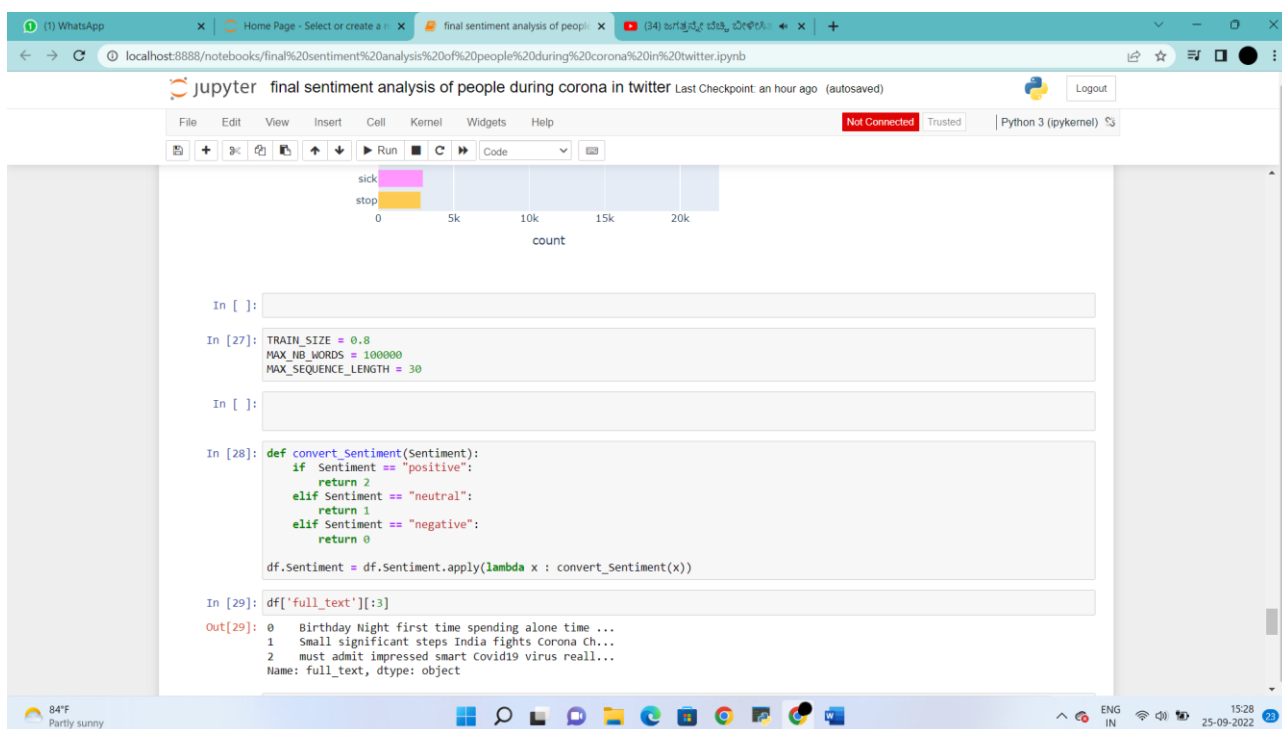 (1) WhatsApp
Home Page - Select or create a n
final sentiment analysis of peopl
(34) ಜಗತ್ತನ್ನೇ ಬೆಚ್ಚಿ
localhost:8888/notebooks/final%20sentiment%20analysis%20of%20people%20during%20corona%20in%20twitter.ipynb
jupyter final sentiment analysis of people during corona in twitter Last Checkpoint: an hour ago (autosaved)
Logout
File Edit View Insert Cell Kernel Widgets Help
Not Connected Trusted Python 3 (ipykernel)
Run Code
sick
stop
0 5k 10k 15k 20k
count
In [ ]:
In [27]: TRAIN_SIZE = 0.8
MAX_NB_WORDS = 100000
MAX_SEQUENCE_LENGTH = 30
In [ ]:
In [28]: def convert_Sentiment(Sentiment):
if Sentiment == "positive":
return 2
elif Sentiment == "neutral":
return 1
elif Sentiment == "negative":
return 0
df.Sentiment = df.Sentiment.apply(lambda x : convert_Sentiment(x))
In [29]: df['full_text'][:3]
Out[29]: 0 Birthday Night first time spending alone time ...
1 Small significant steps India fights Corona Ch...
2 must admit impressed smart Covid19 virus reall...
Name: full_text, dtype: object
84°F
Partly sunny
ENG
IN
15:28
25-09-2022
23